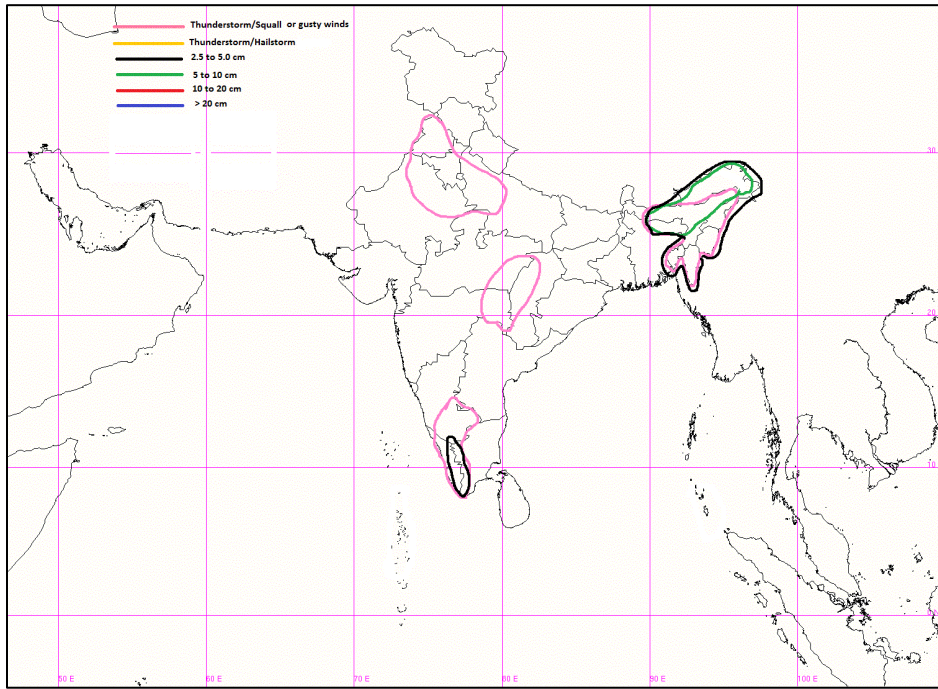 Thunderstorm/Squall or gusty winds
Thunderstorm/Hailstorm
2.5 to 5.0 cm
5 to 10 cm
10 to 20 cm
> 20 cm
30
20
10
50 E
60 E
70 E
80 E
90 E
100 E